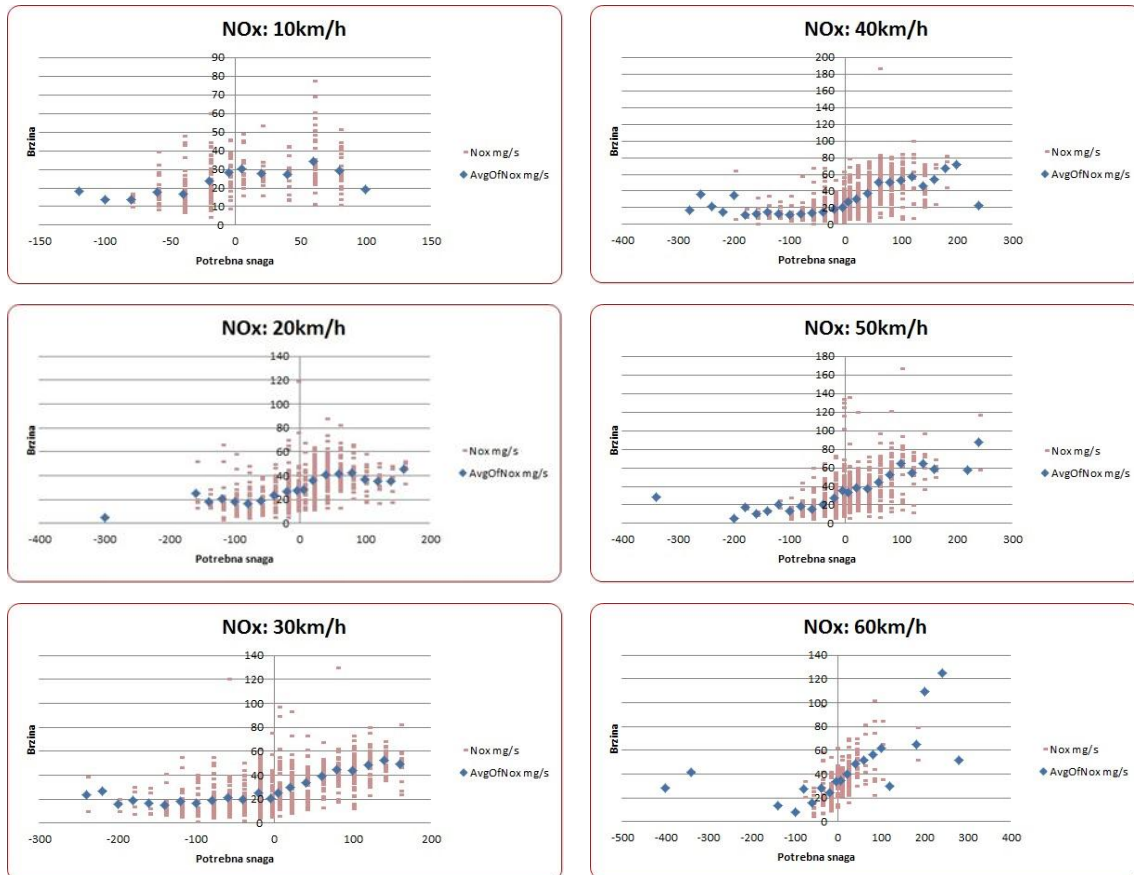 NOx: 10km/h
Brzina
90
80
70
60
50
40
30
20
10
0
-150 -100 -50 0 50 100 150
Potrebna snaga
Nox mg/s
AvgOfNox mg/s
NOx: 40km/h
Brzina
200
180
160
140
120
100
80
60
40
20
0
-400 -300 -200 -100 0 100 200 300
Potrebna snaga
Nox mg/s
AvgOfNox mg/s
NOx: 20km/h
Brzina
140
120
100
80
60
40
20
0
-400 -300 -200 -100 0 100 200
Potrebna snaga
Nox mg/s
AvgOfNox mg/s
NOx: 50km/h
Brzina
180
160
140
120
100
80
60
40
20
0
-400 -300 -200 -100 0 100 200 300
Potrebna snaga
Nox mg/s
AvgOfNox mg/s
NOx: 30km/h
Brzina
140
120
100
80
60
40
20
0
-300 -200 -100 0 100 200
Potrebna snaga
Nox mg/s
AvgOfNox mg/s
NOx: 60km/h
Brzina
140
120
100
80
60
40
20
0
-500 -400 -300 -200 -100 0 100 200 300 400
Potrebna snaga
Nox mg/s
AvgOfNox mg/s